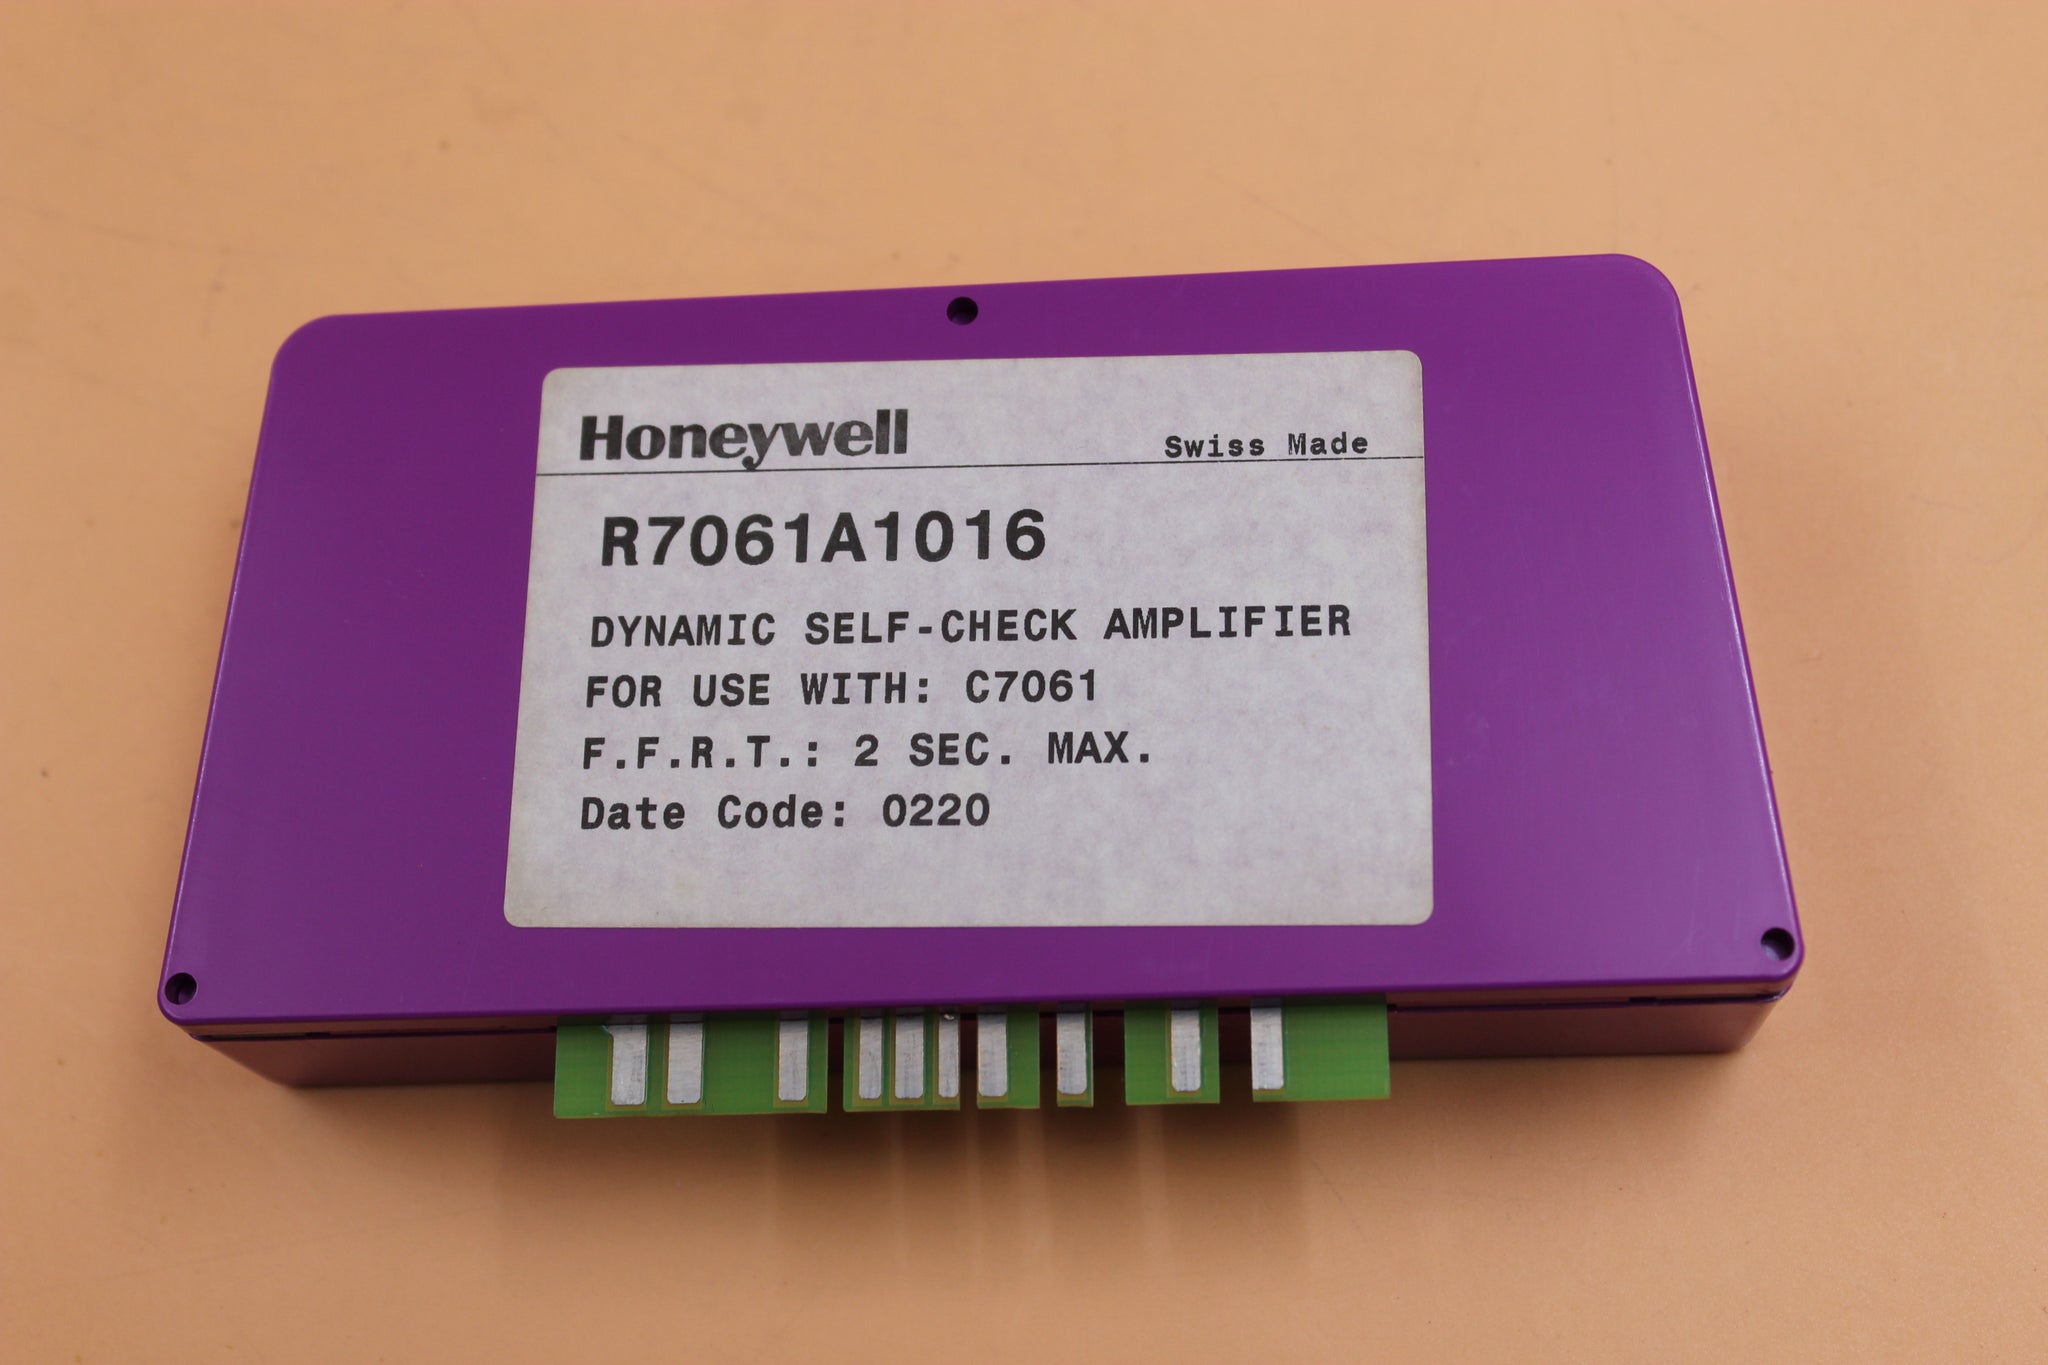 Honeywell Swiss Made
R7061A1016
DYNAMIC SELF-CHECK AMPLIFIER
FOR USE WITH: C7061
F.F.R.T.: 2 SEC. MAX.
Date Code: 0220